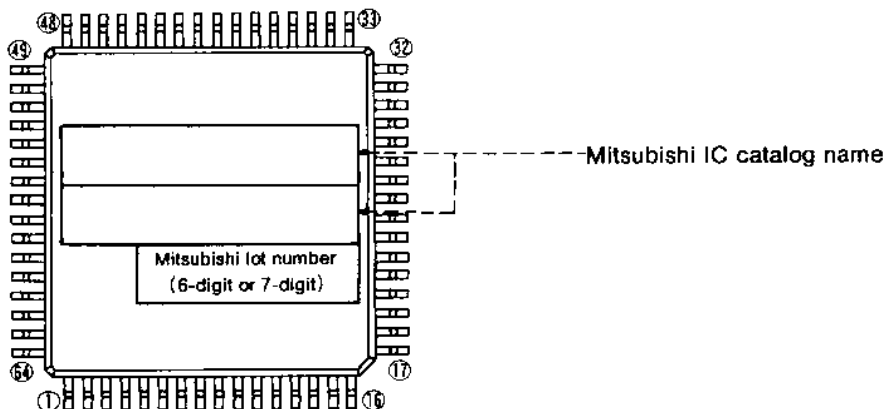 ㊽ ㉝
㊾ ㉜
Mitsubishi IC catalog name
Mitsubishi lot number
(6-digit or 7-digit)
64 ⑰
① ⑯